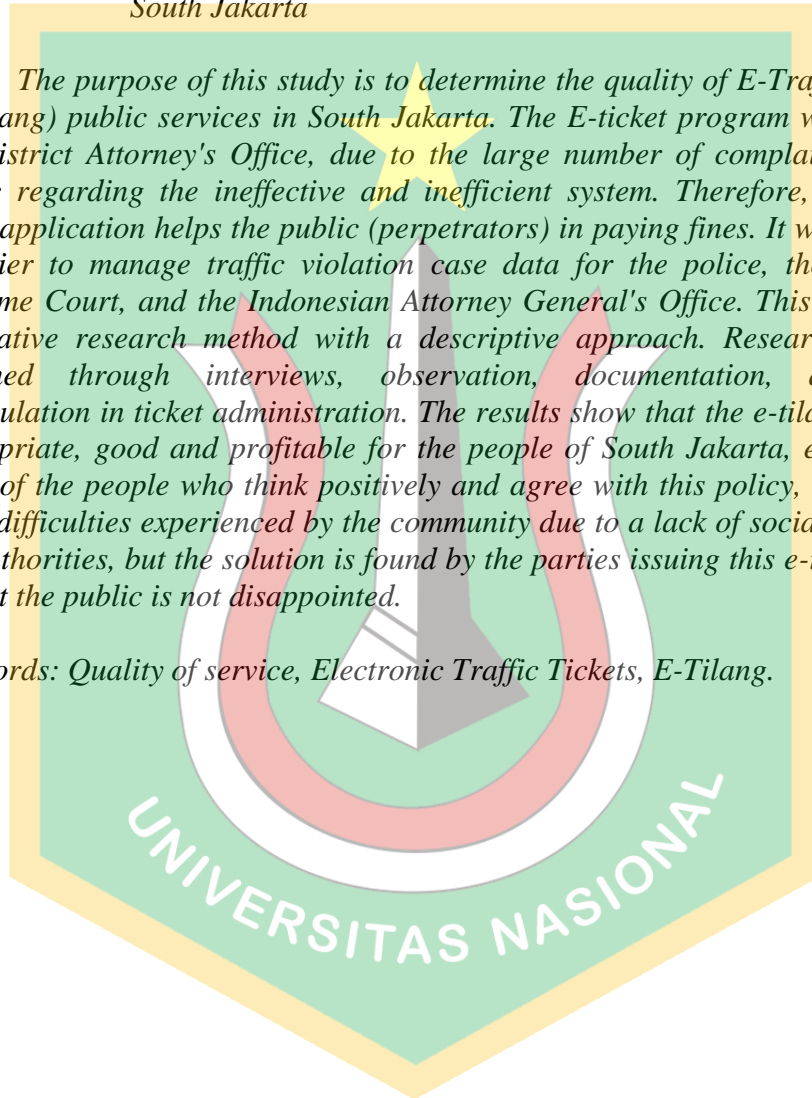 South Jakarta
The purpose of this study is to determine the quality of E-Tra
ang) public services in South Jakarta. The E-ticket program w
istrict Attorney's Office, due to the large number of compla
regarding the ineffective and inefficient system. Therefore,
application helps the public (perpetrators) in paying fines. It w
ier to manage traffic violation case data for the police, th
me Court, and the Indonesian Attorney General's Office. This
ative research method with a descriptive approach. Resear
ned through interviews, observation, documentation,
ulation in ticket administration. The results show that the e-tila
priate, good and profitable for the people of South Jakarta, e
of the people who think positively and agree with this policy,
difficulties experienced by the community due to a lack of socia
thorities, but the solution is found by the parties issuing this e-
t the public is not disappointed.
ords: Quality of service, Electronic Traffic Tickets, E-Tilang.
UNIVERSITAS NASIONAL